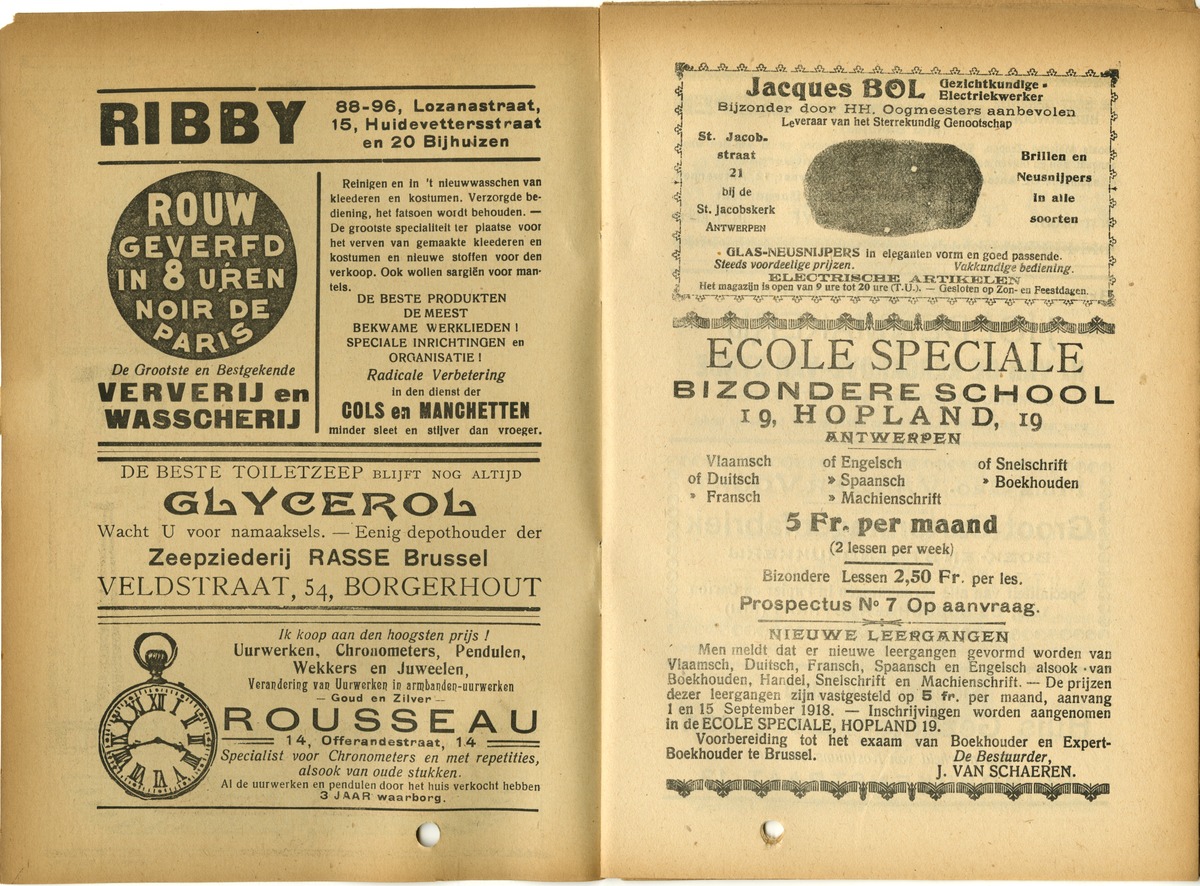 RIBBY
88-96, Lozanastraat,
15, Huidevettersstraat
en 20 Bijhuizen
ROUW
GEVERFD
IN 8 UREN
NOIR DE
PARIS
De Grootste en Bestgekende
VERVERIJ en
WASSCHERIJ
Reinigen en in 't nieuwwasschen van
kleederen en kostumen. Verzorgde be-
diening, het fatsoen wordt behouden. —
De grootste specialiteit ter plaatse voor
het verven van gemaakte kleederen en
kostumen en nieuwe stoffen voor den
verkoop. Ook wollen sargiën voor man-
tels.
DE BESTE PRODUKTEN
DE MEEST
BEKWAME WERKLIEDEN !
SPECIALE INRICHTINGEN en
ORGANISATIE !
Radicale Verbetering
in den dienst der
COLS en MANCHETTEN
minder sleet en stijver dan vroeger.
DE BESTE TOILETZEEP BLIJFT NOG ALTIJD
GLYCEROL
Wacht U voor namaaksels. — Eenig depothouder der
Zeepziederij RASSE Brussel
VELDSTRAAT, 54, BORGERHOUT
Ik koop aan den hoogsten prijs !
Uurwerken, Chronometers, Pendulen,
Wekkers en Juweelen,
Verandering van Uurwerken in armbanden-uurwerken
— Goud en Zilver —
ROUSSEAU
14, Offerandestraat, 14
Specialist voor Chronometers en met repetities,
alsook van oude stukken.
Al de uurwerken en pendulen door het huis verkocht hebben
3 JAAR waarborg.
Jacques BOL Gezichtkundige -
Electriekwerker
Bijzonder door HH. Oogmeesters aanbevolen
Leveraar van het Sterrekundig Genootschap
St. Jacob-
straat
21
bij de
St. Jacobskerk
ANTWERPEN
Brillen en
Neusnijpers
in alle
soorten
GLAS-NEUSNIJPERS in eleganten vorm en goed passende.
Steeds voordeelige prijzen. Vakkundige bediening.
ELECTRISCHE ARTIKELEN
Het magazijn is open van 9 ure tot 20 ure (T.U.). — Gesloten op Zon- en Feestdagen.
ECOLE SPECIALE
BIZONDERE SCHOOL
19, HOPLAND, 19
ANTWERPEN
Vlaamsch of Engelsch of Snelschrift
of Duitsch » Spaansch » Boekhouden
» Fransch » Machienschrift
5 Fr. per maand
(2 lessen per week)
Bizondere Lessen 2,50 Fr. per les.
Prospectus No 7 Op aanvraag.
NIEUWE LEERGANGEN
Men meldt dat er nieuwe leergangen gevormd worden van
Vlaamsch, Duitsch, Fransch, Spaansch en Engelsch alsook van
Boekhouden, Handel, Snelschrift en Machienschrift. — De prijzen
dezer leergangen zijn vastgesteld op 5 fr. per maand, aanvang
1 en 15 September 1918. — Inschrijvingen worden aangenomen
in de ECOLE SPECIALE, HOPLAND 19.
Voorbereiding tot het exaam van Boekhouder en Expert-
Boekhouder te Brussel. De Bestuurder,
J. VAN SCHAEREN.